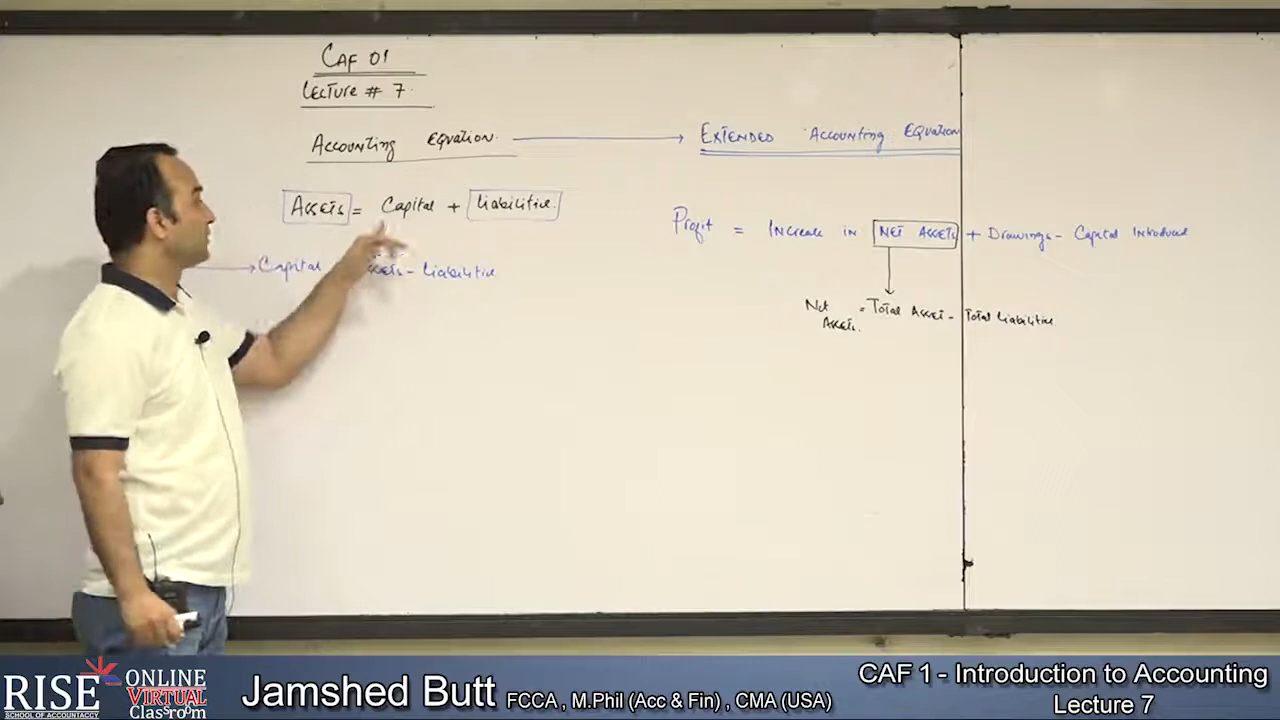 CAF 01
Lecture # 7.
Accounting Equation.
EXTENDED Accounting Equation
Assets = Capital + Liabilities.
Profit = Increase in NET ASSETS + Drawings - Capital Introduced
Capital
- Liabilities
Net Assets. = Total Asset - Total Liabilities
RISE
SCHOOL OF ACCOUNTANCY
ONLINE
VIRTUAL
Classroom
Jamshed Butt FCCA , M.Phil (Acc & Fin) , CMA (USA)
CAF 1 - Introduction to Accounting
Lecture 7